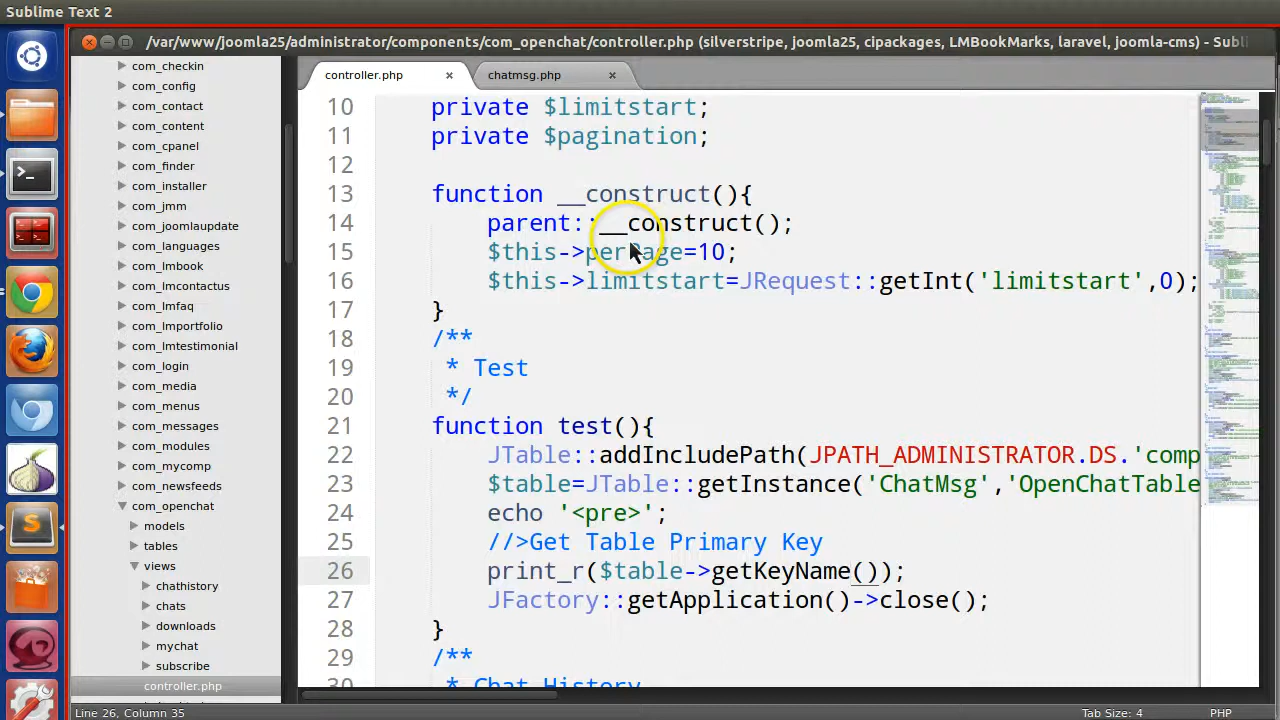 Sublime Text 2
/var/www/joomla25/administrator/components/com_openchat/controller.php (silverstripe, joomla25, cipackages, LMBookMarks, laravel, joomla-cms) - Subl
com_checkin
com_config
com_contact
com_content
com_cpanel
com_finder
com_installer
com_jmm
com_joomlaupdate
com_languages
com_lmcontactus
com_lmfaq
com_lmportfolio
com_lmtestimonial
com_login
com_media
com_menus
com_messages
com_modules
com_mycomp
com_newsfeeds
com_openchat
models
tables
views
chathistory
chats
downloads
mychat
subscribe
controller.php
controller.php × chatmsg.php ×
10 private $limitstart;
11 private $pagination;
12
13 function __construct(){
14 parent::__construct();
15 $this->perPage=10;
16 $this->limitstart=JRequest::getInt('limitstart',0);
17 }
18 /**
19 * Test
20 */
21 function test(){
22 JTable::addIncludePath(JPATH_ADMINISTRATOR.DS.'comp
23 $table=JTable::getInstance('ChatMsg','OpenChatTable
24 echo '<pre>';
25 //>Get Table Primary Key
26 print_r($table->getKeyName());
27 JFactory::getApplication()->close();
28 }
29 /**
30 * Chat History
Line 26, Column 35 Tab Size: 4 PHP